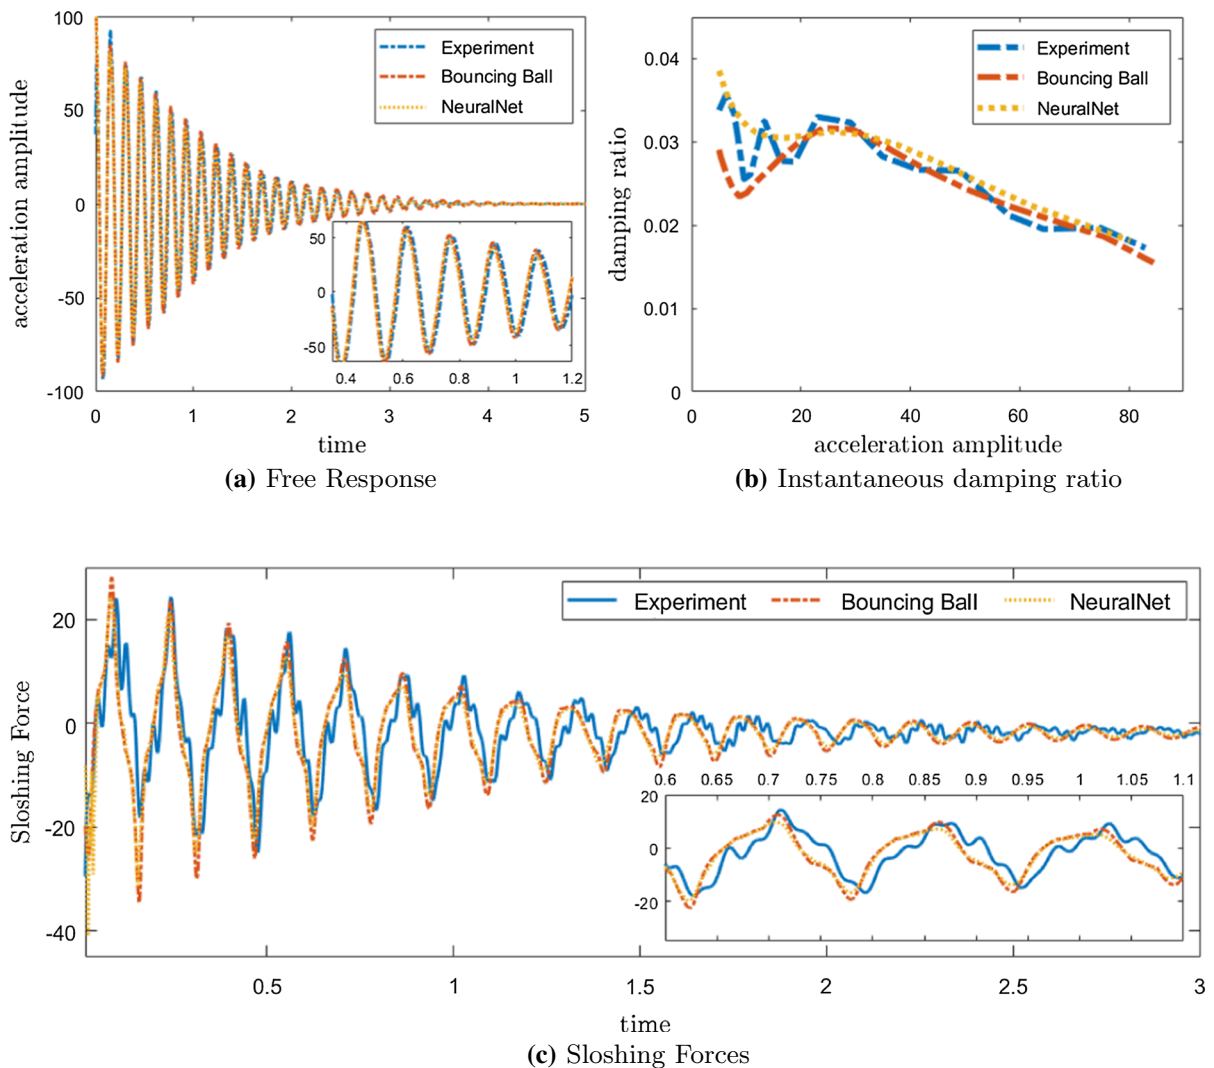 100
50
0
-50
-100
acceleration amplitude
Experiment
Bouncing Ball
NeuralNet
50
0
-50
0.4 0.6 0.8 1 1.2
0 1 2 3 4 5
time
(a) Free Response
0.04
0.03
0.02
0.01
0
damping ratio
Experiment
Bouncing Ball
NeuralNet
0 20 40 60 80
acceleration amplitude
(b) Instantaneous damping ratio
20
0
-20
-40
Sloshing Force
Experiment Bouncing Ball NeuralNet
0.6 0.65 0.7 0.75 0.8 0.85 0.9 0.95 1 1.05 1.1
20
0
-20
0.5 1 1.5 2 2.5 3
time
(c) Sloshing Forces